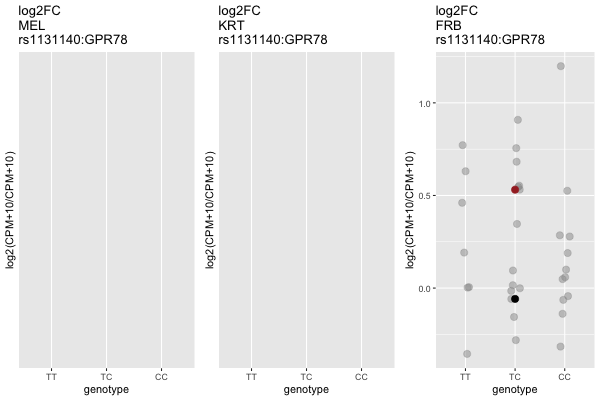 log2FC
MEL
rs1131140:GPR78
log2(CPM+10/CPM+10)
TT TC CC
genotype
log2FC
KRT
rs1131140:GPR78
log2(CPM+10/CPM+10)
TT TC CC
genotype
log2FC
FRB
rs1131140:GPR78
log2(CPM+10/CPM+10)
1.0
0.5
0.0
TT TC CC
genotype